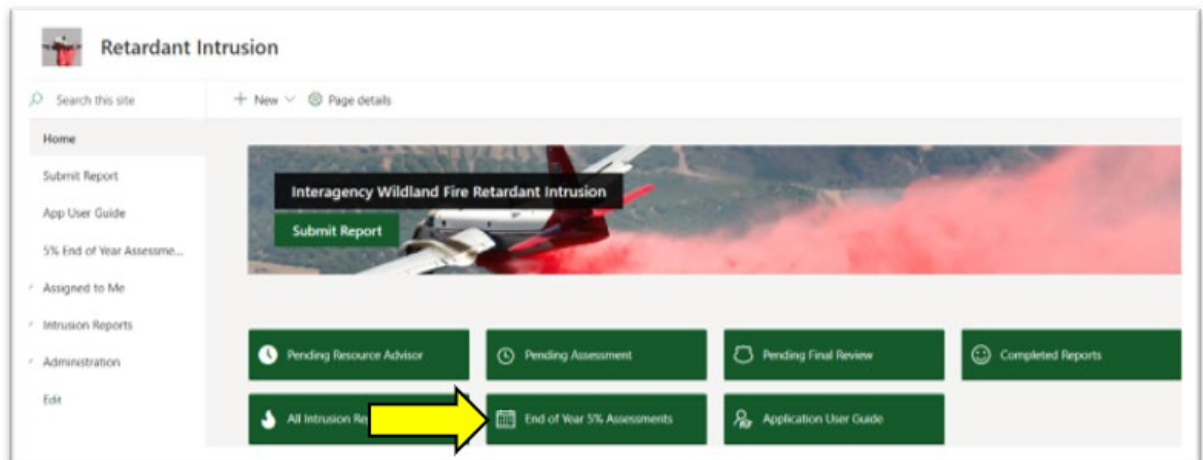 Retardant Intrusion
Search this site
+ New Page details
Home
Submit Report
App User Guide
5% End of Year Assessme...
Assigned to Me
Intrusion Reports
Administration
Edit
Interagency Wildland Fire Retardant Intrusion
Submit Report
Pending Resource Advisor Pending Assessment Pending Final Review Completed Reports
All Intrusion Re End of Year 5% Assessments Application User Guide